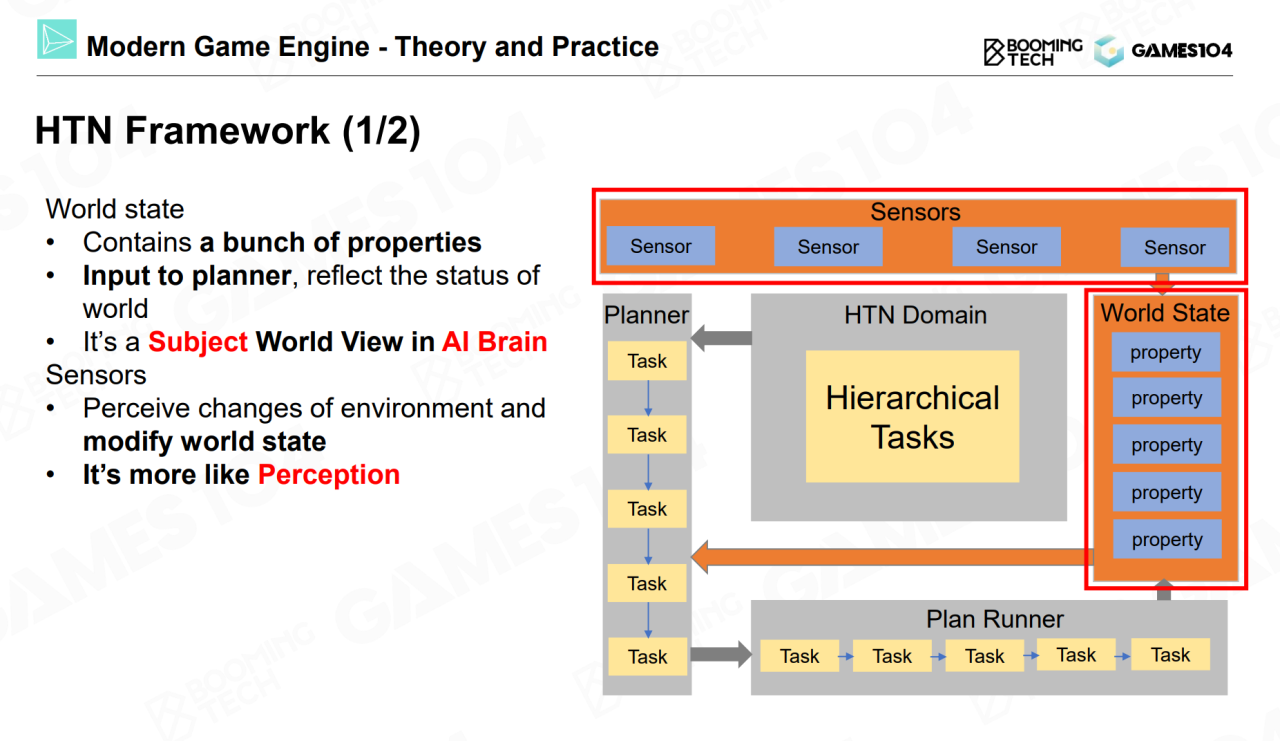 Modern Game Engine - Theory and Practice
BOOMING
TECH
GAMES104
HTN Framework (1/2)
World state
• Contains a bunch of properties
• Input to planner, reflect the status of
world
• It's a Subject World View in AI Brain
Sensors
• Perceive changes of environment and
modify world state
• It's more like Perception
Sensors
Sensor Sensor Sensor Sensor
Planner
Task
Task
Task
Task
Task
HTN Domain
Hierarchical
Tasks
World State
property
property
property
property
property
Plan Runner
Task Task Task Task Task